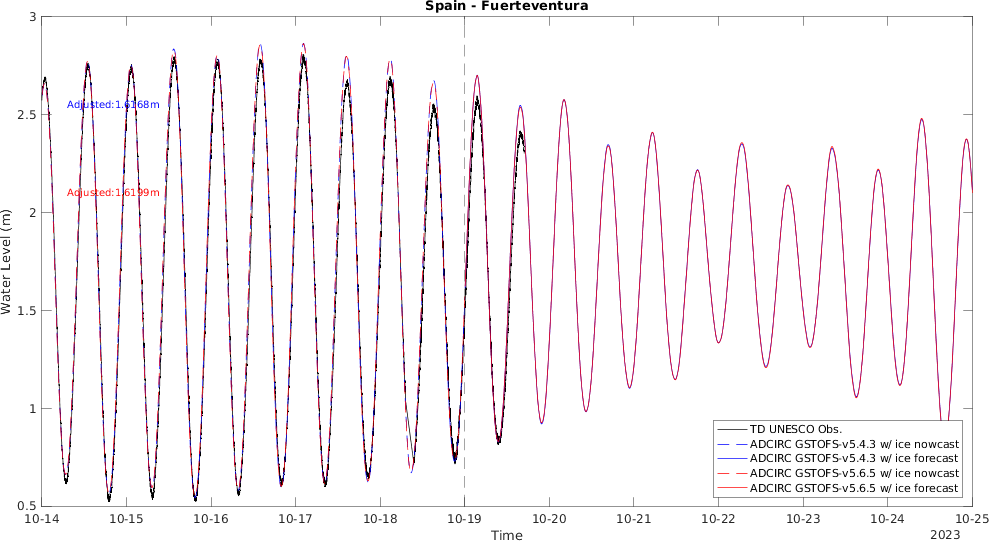 Spain - Fuerteventura
3
2.5
2
1.5
1
0.5
Water Level (m)
Adjusted:1.6168m
Adjusted:1.6199m
TD UNESCO Obs.
ADCIRC GSTOFS-v5.4.3 w/ ice nowcast
ADCIRC GSTOFS-v5.4.3 w/ ice forecast
ADCIRC GSTOFS-v5.6.5 w/ ice nowcast
ADCIRC GSTOFS-v5.6.5 w/ ice forecast
10-14 10-15 10-16 10-17 10-18 10-19 10-20 10-21 10-22 10-23 10-24 10-25
Time
2023